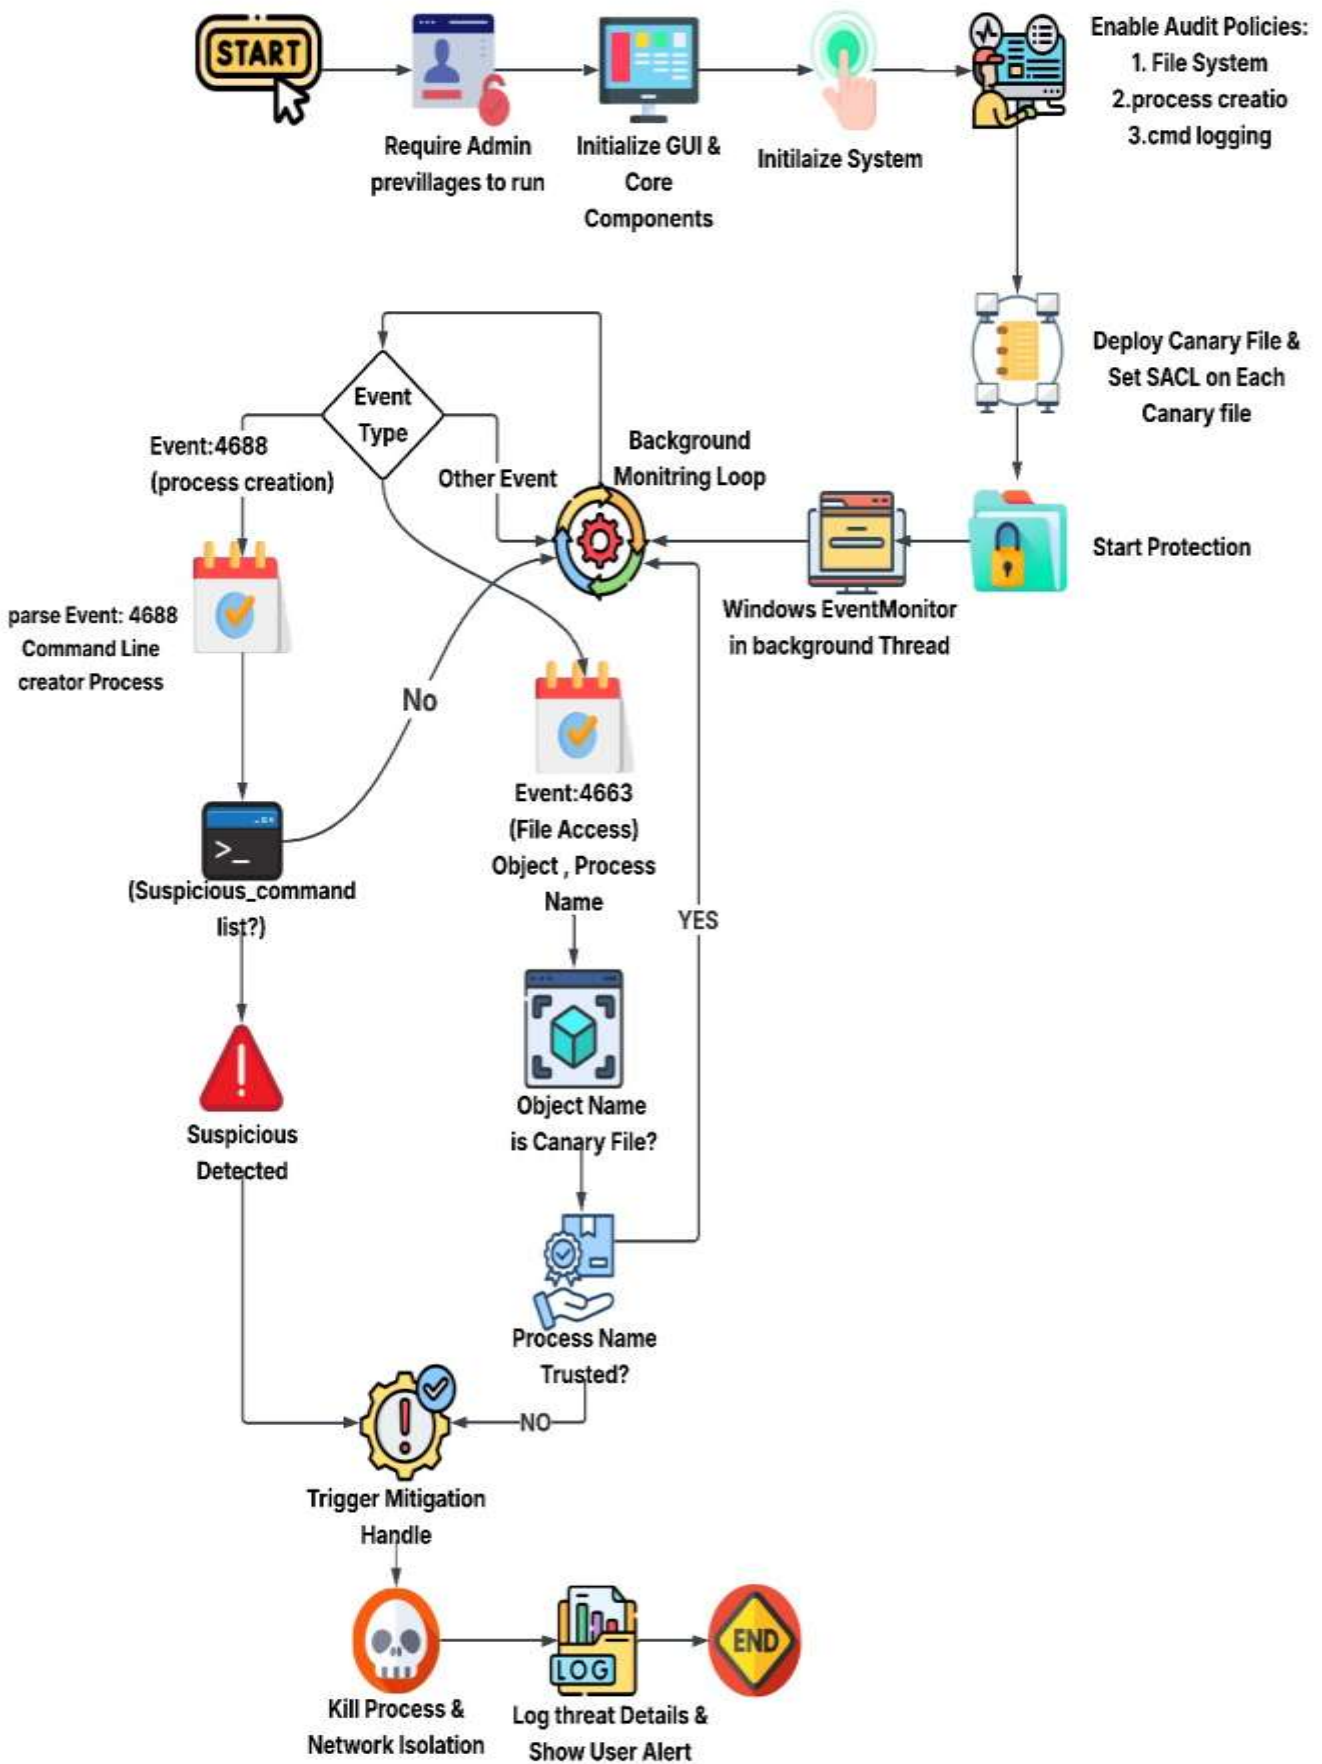 START
Require Admin
previllages to run
Initialize GUI &
Core
Components
Initilaize System
Enable Audit Policies:
1. File System
2.process creatio
3.cmd logging
Deploy Canary File &
Set SACL on Each
Canary file
Start Protection
Windows EventMonitor
in background Thread
Background
Monitring Loop
Event
Type
Event:4688
(process creation)
Other Event
parse Event: 4688
Command Line
creator Process
No
>_
(Suspicious_command
list?)
Suspicious
Detected
Event:4663
(File Access)
Object , Process
Name
YES
Object Name
is Canary File?
Process Name
Trusted?
NO
Trigger Mitigation
Handle
Kill Process &
Network Isolation
LOG
Log threat Details &
Show User Alert
END